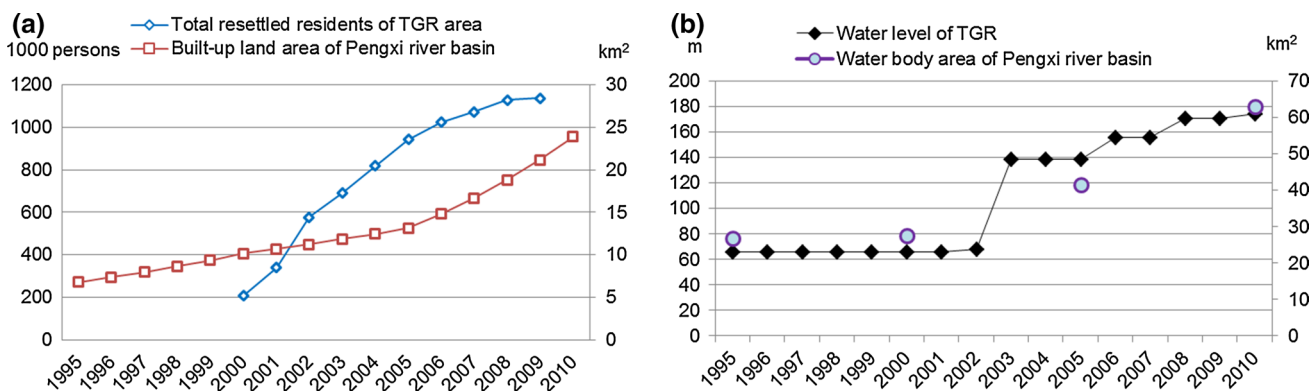 (a)
Total resettled residents of TGR area
1000 persons
Built-up land area of Pengxi river basin
km2
1200
1000
800
600
400
200
0
30
25
20
15
10
5
0
1995 1996 1997 1998 1999 2000 2001 2002 2003 2004 2005 2006 2007 2008 2009 2010
(b)
Water level of TGR
m
Water body area of Pengxi river basin
km2
200
180
160
140
120
100
80
60
40
20
0
70
60
50
40
30
20
10
0
1995 1996 1997 1998 1999 2000 2001 2002 2003 2004 2005 2006 2007 2008 2009 2010